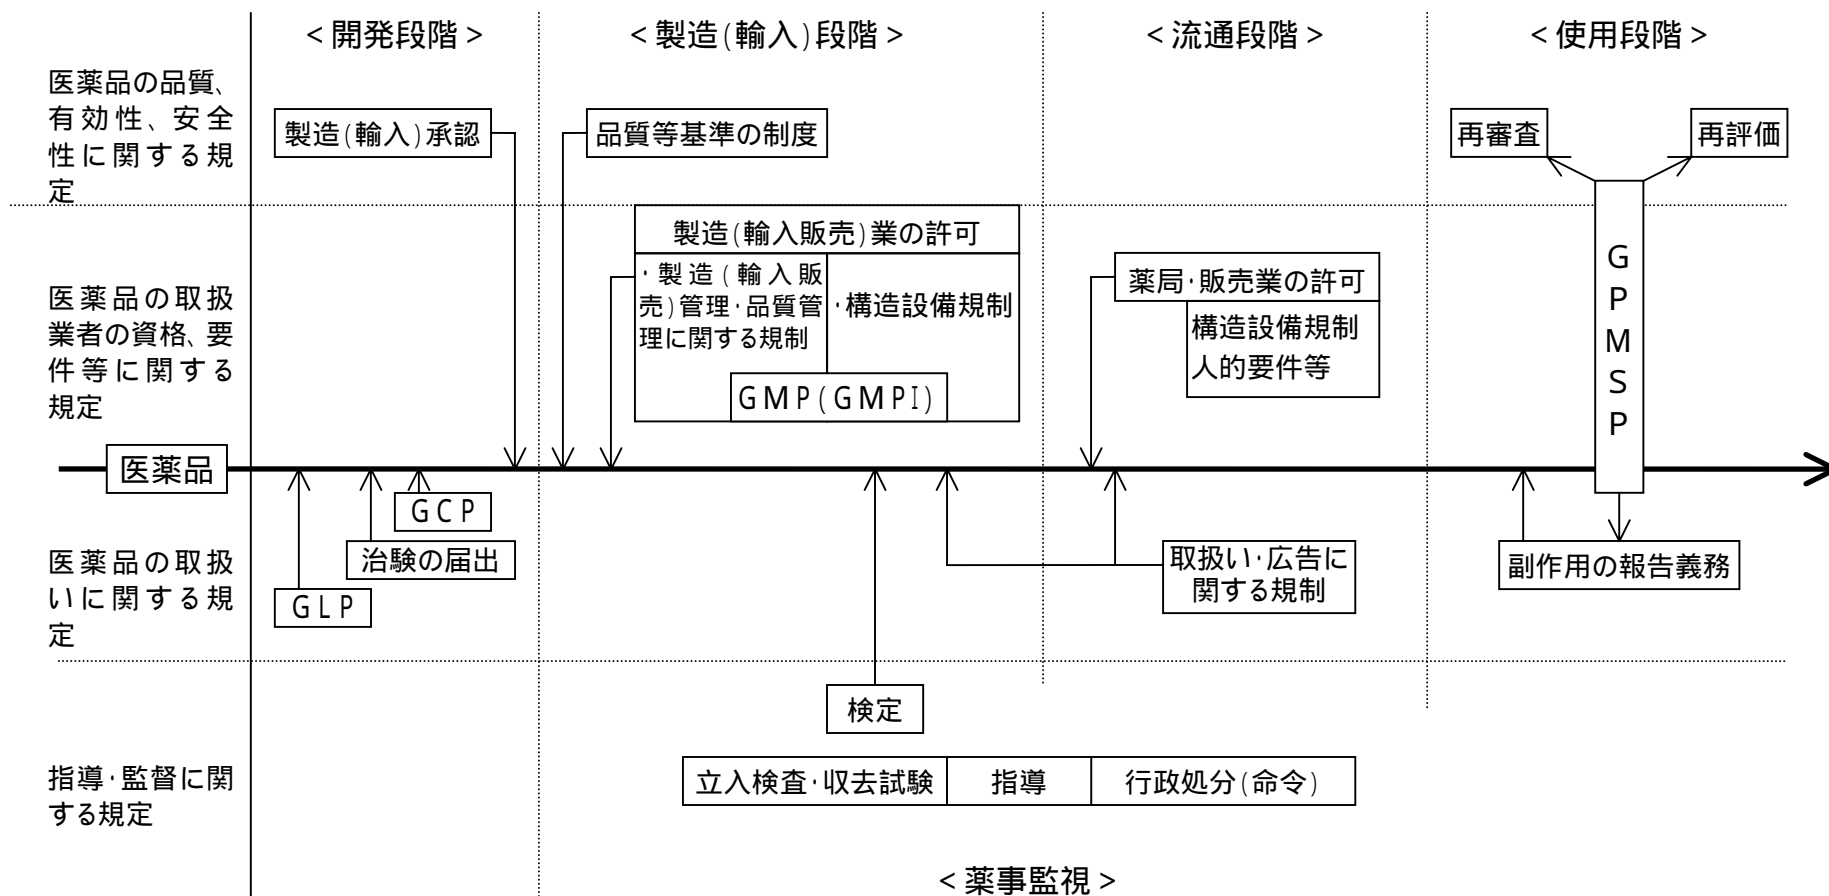 <開発段階>
<製造(輸入)段階>
<流通段階>
<使用段階>
医薬品の品質、
有効性、安全
性に関する規
定
製造(輸入)承認
品質等基準の制度
再審査
再評価
製造(輸入販売)業の許可
・製造(輸入販
売)管理・品質管
理に関する規制
・構造設備規制
GMP(GMPI)
医薬品の取扱
業者の資格、要
件等に関する
規定
薬局・販売業の許可
構造設備規制
人的要件等
G
P
M
S
P
医薬品
GCP
治験の届出
GLP
医薬品の取扱
いに関する規
定
取扱い・広告に
関する規制
副作用の報告義務
検定
指導・監督に関
する規定
立入検査・収去試験
指導
行政処分(命令)
<薬事監視>